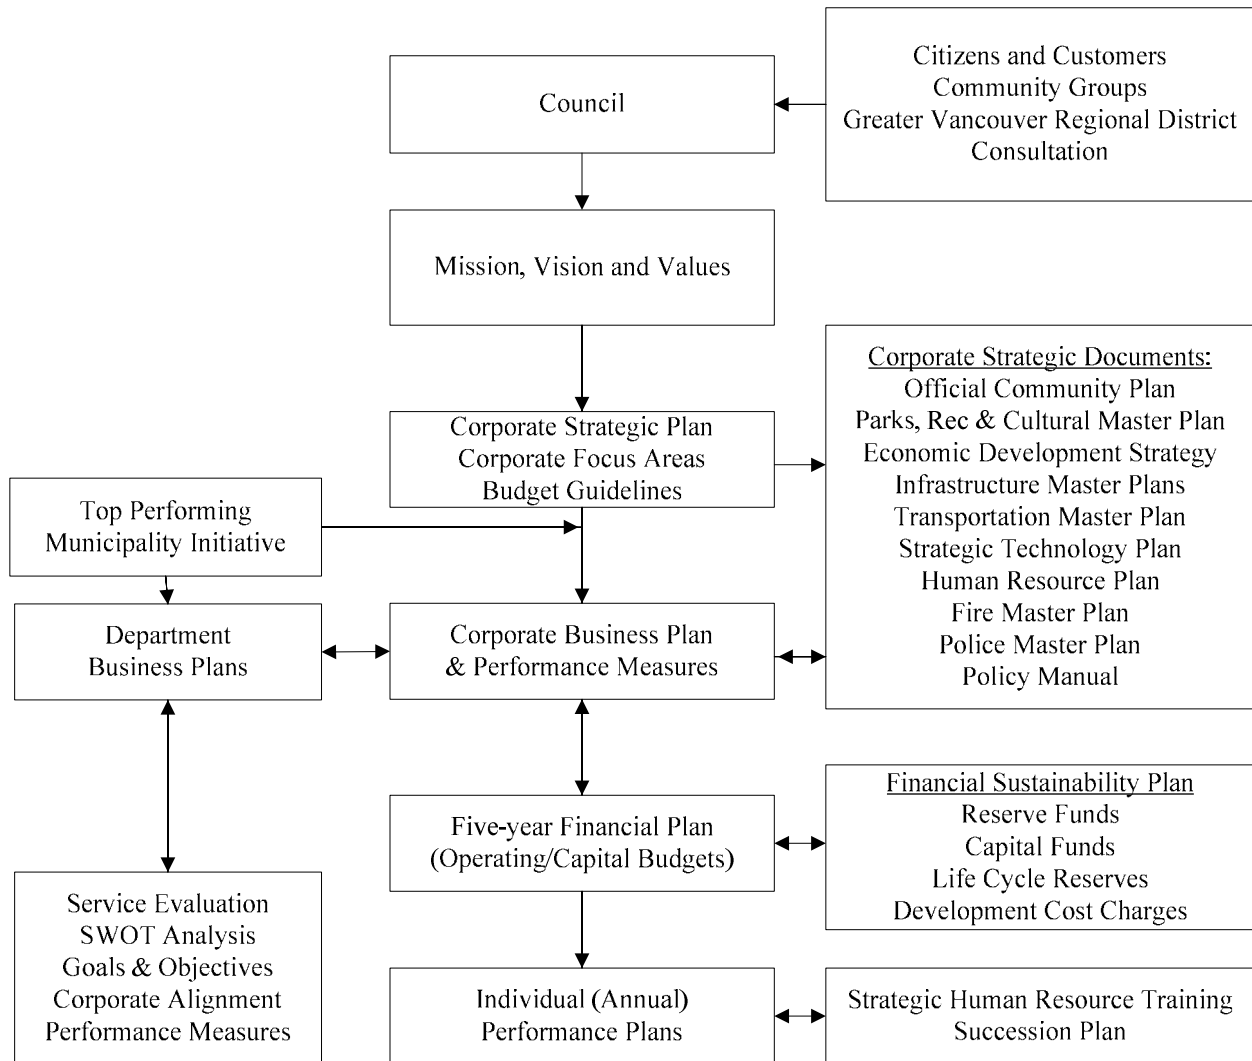 Council
Citizens and Customers
Community Groups
Greater Vancouver Regional District
Consultation
Mission, Vision and Values
Corporate Strategic Plan
Corporate Focus Areas
Budget Guidelines
Corporate Strategic Documents:
Official Community Plan
Parks, Rec & Cultural Master Plan
Economic Development Strategy
Infrastructure Master Plans
Transportation Master Plan
Strategic Technology Plan
Human Resource Plan
Fire Master Plan
Police Master Plan
Policy Manual
Top Performing
Municipality Initiative
Department
Business Plans
Corporate Business Plan
& Performance Measures
Five-year Financial Plan
(Operating/Capital Budgets)
Financial Sustainability Plan
Reserve Funds
Capital Funds
Life Cycle Reserves
Development Cost Charges
Service Evaluation
SWOT Analysis
Goals & Objectives
Corporate Alignment
Performance Measures
Individual (Annual)
Performance Plans
Strategic Human Resource Training
Succession Plan